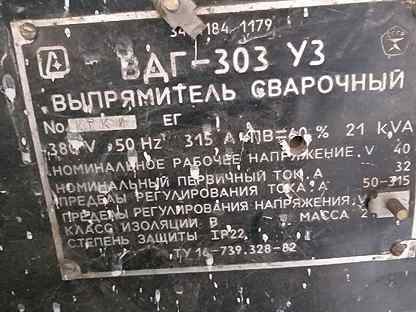 34 184 1179
ВДГ-303 У3
ВЫПРЯМИТЕЛЬ СВАРОЧНЫЙ
No ЕГ
380 V 50 Hz 315 A ПВ=60 % 21 kVA
НОМИНАЛЬНОЕ РАБОЧЕЕ НАПРЯЖЕНИЕ. V 40
НОМИНАЛЬНЫЙ ПЕРВИЧНЫЙ ТОК. A 32
ПРЕДЕЛЫ РЕГУЛИРОВАНИЯ ТОКА. A 50-315
ПРЕДЕЛЫ РЕГУЛИРОВАНИЯ НАПРЯЖЕНИЯ. V
КЛАСС ИЗОЛЯЦИИ В МАССА 2
СТЕПЕНЬ ЗАЩИТЫ IP22
ТУ 16-739.328-82